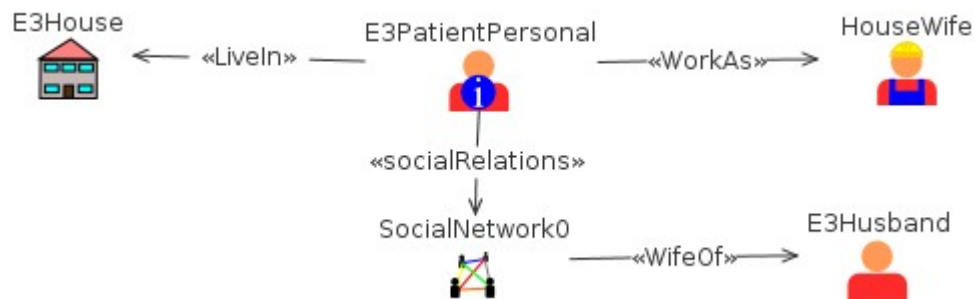 E3House
E3PatientPersonal
HouseWife
«LiveIn»
«WorkAs»
i
«socialRelations»
SocialNetwork0
E3Husband
«WifeOf»